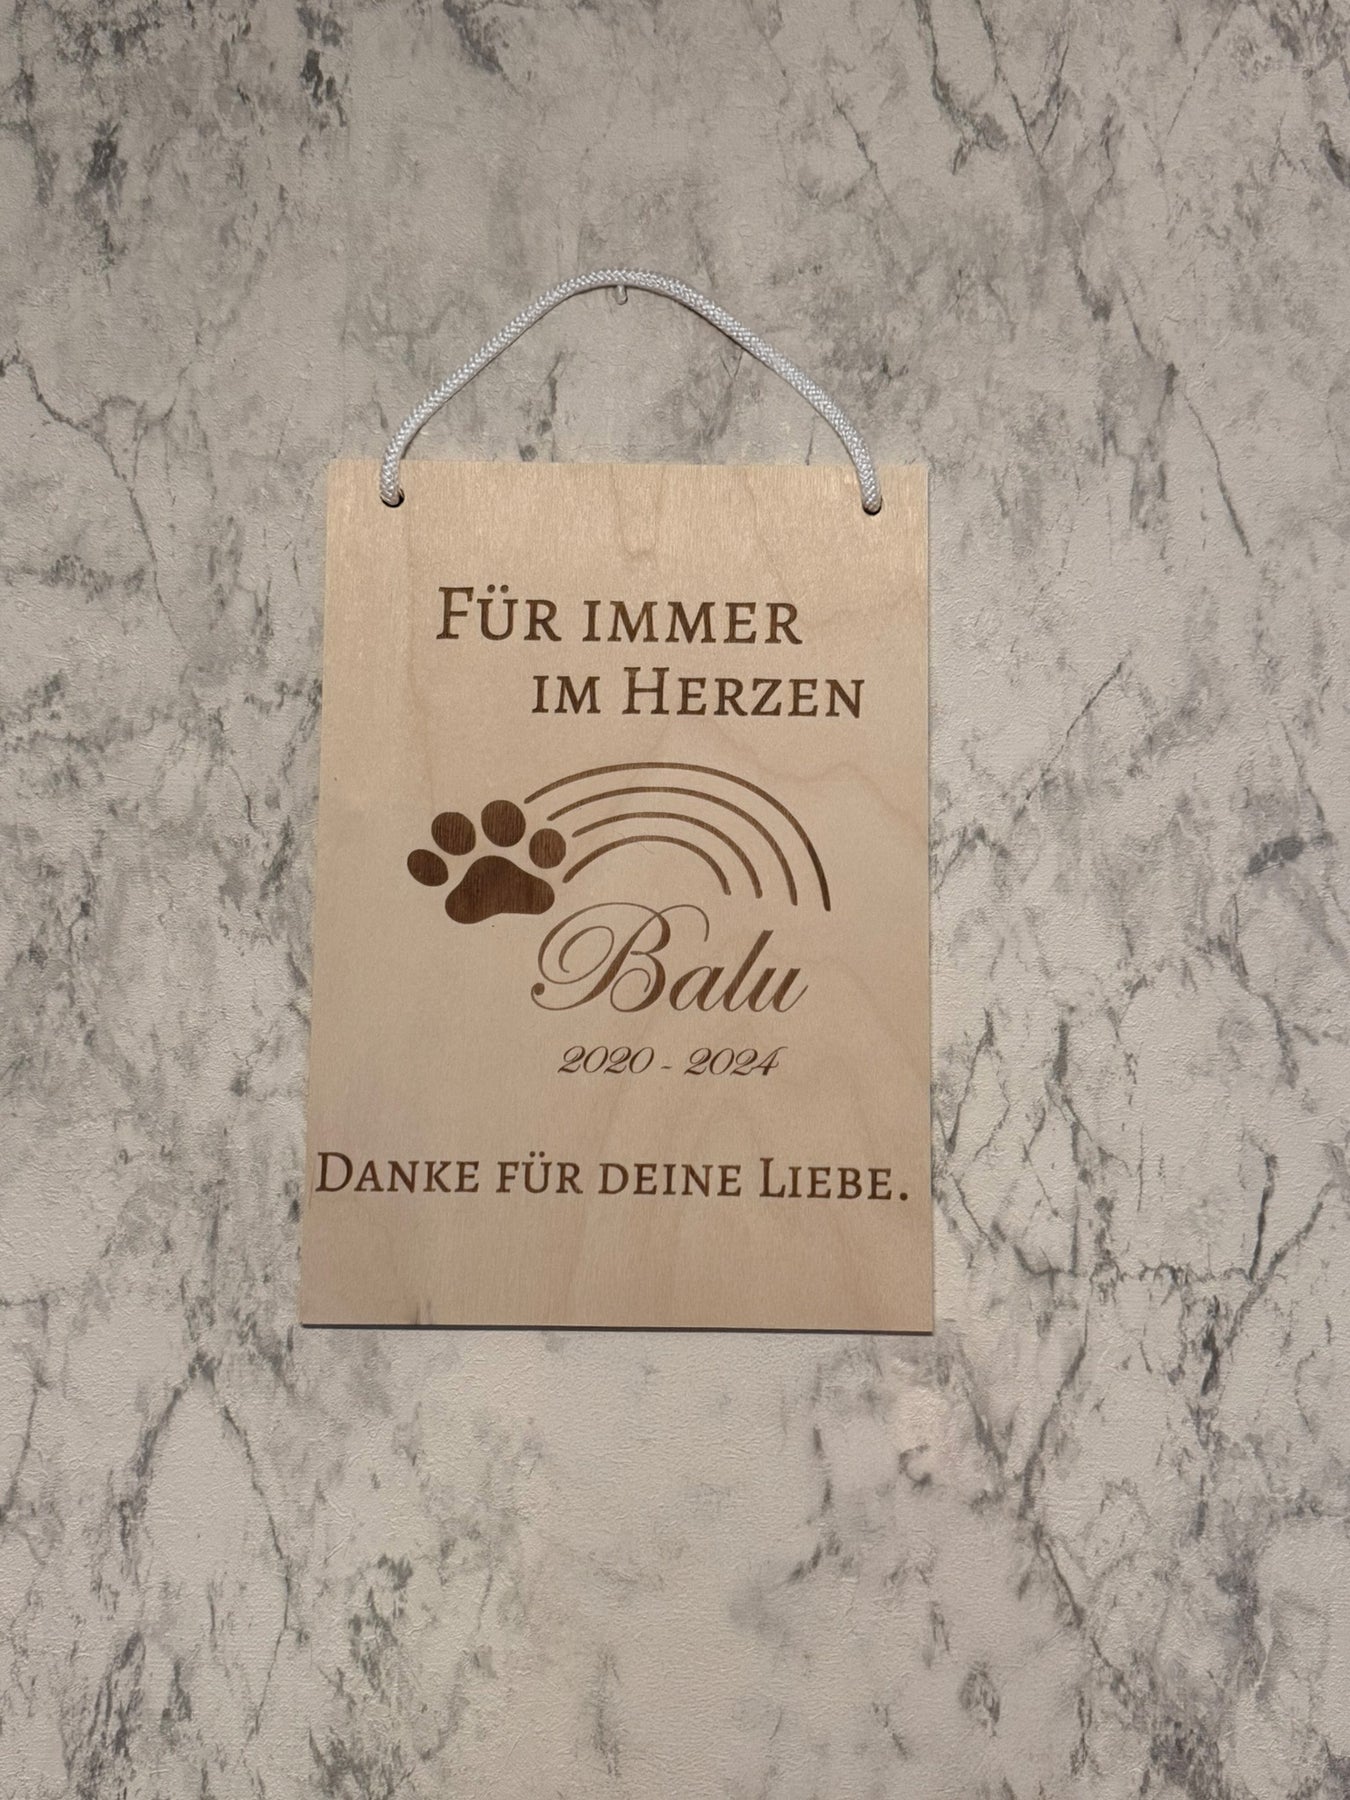 Für immer
im Herzen
Balu
2020 - 2024
Danke für deine Liebe.